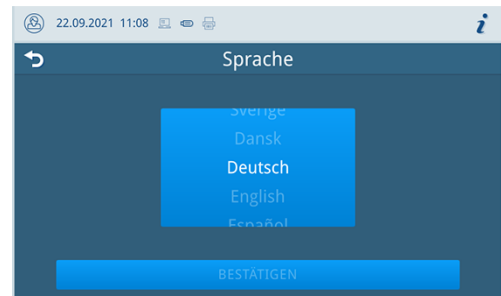 22.09.2021 11:08
i
Sprache
Sverige
Dansk
Deutsch
English
Español
BESTÄTIGEN